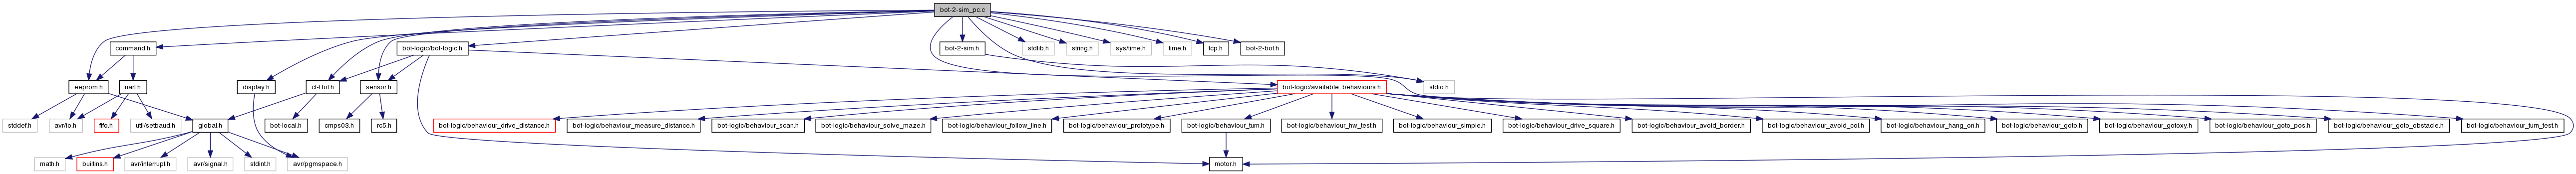 bot-2-sim_pc.c
command.h
bot-logic/bot-logic.h
bot-2-sim.h
stdlib.h
string.h
sys/time.h
time.h
tcp.h
bot-2-bot.h
eeprom.h
uart.h
display.h
ct-Bot.h
sensor.h
bot-logic/available_behaviours.h
stdio.h
stddef.h
avr/io.h
fifo.h
util/setbaud.h
global.h
bot-local.h
cmps03.h
rc5.h
bot-logic/behaviour_drive_distance.h
bot-logic/behaviour_measure_distance.h
bot-logic/behaviour_scan.h
bot-logic/behaviour_solve_maze.h
bot-logic/behaviour_follow_line.h
bot-logic/behaviour_prototype.h
bot-logic/behaviour_turn.h
bot-logic/behaviour_hw_test.h
bot-logic/behaviour_simple.h
bot-logic/behaviour_drive_square.h
bot-logic/behaviour_avoid_border.h
bot-logic/behaviour_avoid_col.h
bot-logic/behaviour_hang_on.h
bot-logic/behaviour_goto.h
bot-logic/behaviour_gotoxy.h
bot-logic/behaviour_goto_pos.h
bot-logic/behaviour_goto_obstacle.h
bot-logic/behaviour_turn_test.h
math.h
builtins.h
avr/interrupt.h
avr/signal.h
stdint.h
avr/pgmspace.h
motor.h